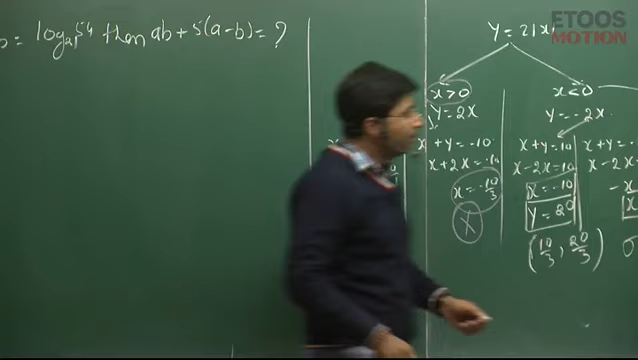 = log₂₄54 then ab + 5(a-b) = ?
ETOOS
MOTION
y = 2|x|
x>0
x<0
y = 2x
y = -2x
x + y = -10
x + 2x = -10
x = -10/3
X
x + y = 10
x - 2x = 10
x = -10
y = 20
(10/3, 20/3)
x + y = -
x - 2x =
-x
x